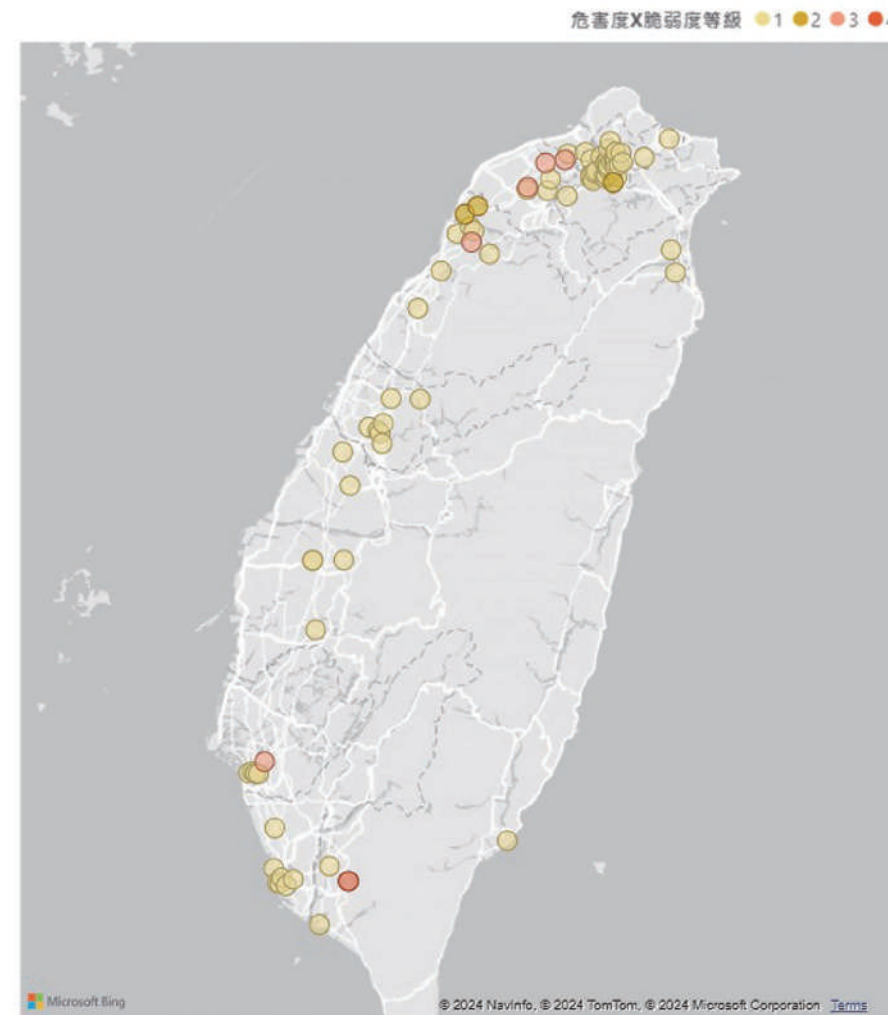 危害度X脆弱度等級 1 2 3 4
Microsoft Bing
© 2024 NavInfo, © 2024 TomTom, © 2024 Microsoft Corporation Terms